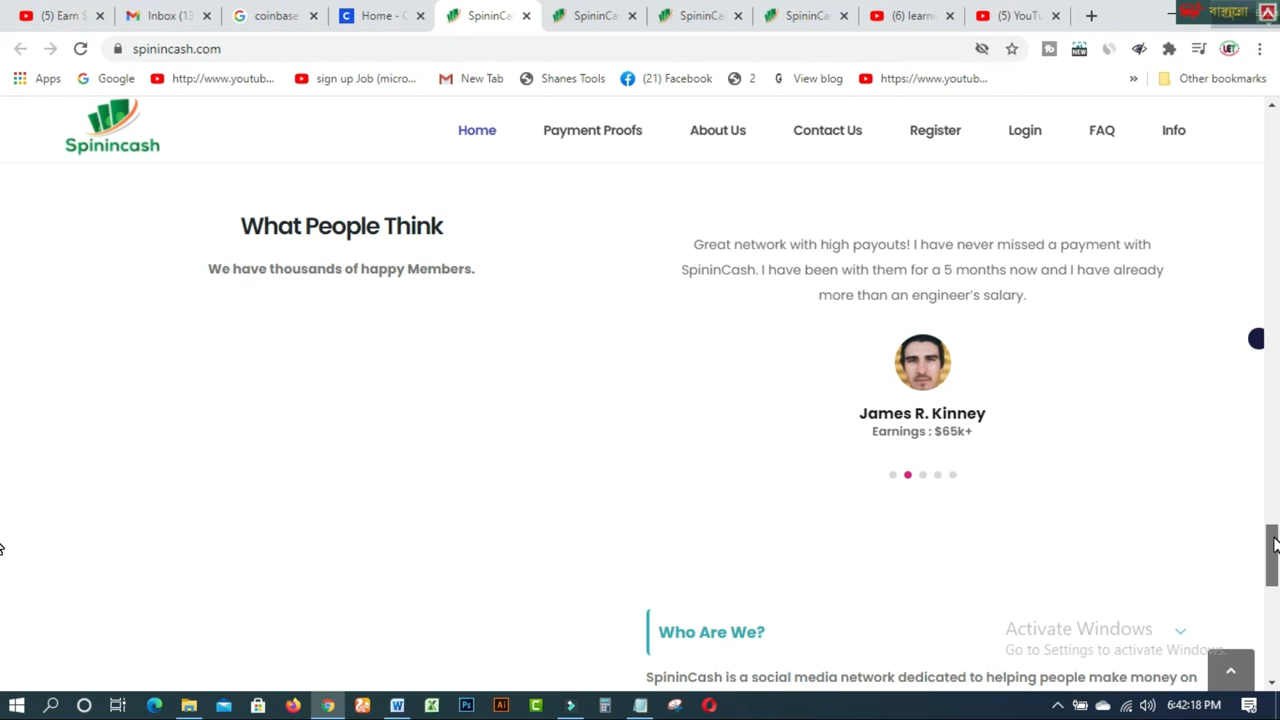 (5) Earn S
Inbox (13
coinbase
Home - C
SpininCa
SpininCa
SpininCa
SpininCa
(6) learni
(5) YouTu
বায়ান্নো
spinincash.com
NEW
LET
Apps
Google
http://www.youtub...
sign up Job (micro...
New Tab
Shanes Tools
(21) Facebook
2
View blog
https://www.youtub...
»
Other bookmarks
Spinincash
Home
Payment Proofs
About Us
Contact Us
Register
Login
FAQ
Info
What People Think
We have thousands of happy Members.
Great network with high payouts! I have never missed a payment with
SpininCash. I have been with them for a 5 months now and I have already
more than an engineer’s salary.
James R. Kinney
Earnings : $65k+
Who Are We?
SpininCash is a social media network dedicated to helping people make money on
Activate Windows
Go to Settings to activate Windows.
6:42:18 PM